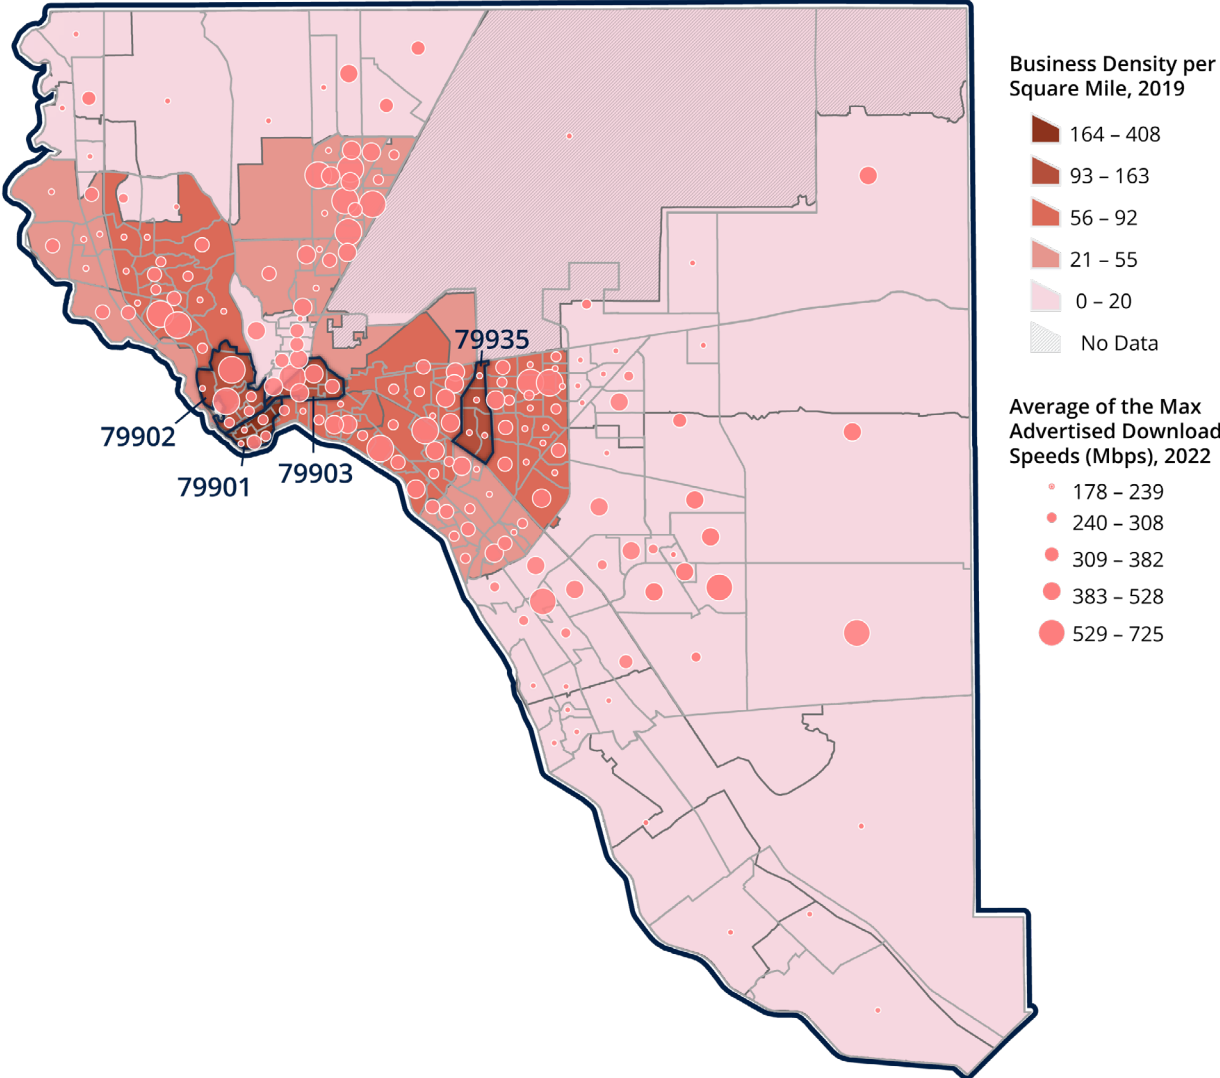 Business Density per
Square Mile, 2019
164 – 408
93 – 163
56 – 92
21 – 55
0 – 20
No Data
79935
Average of the Max
Advertised Download
Speeds (Mbps), 2022
79902
79903
79901
178 – 239
240 – 308
309 – 382
383 – 528
529 – 725